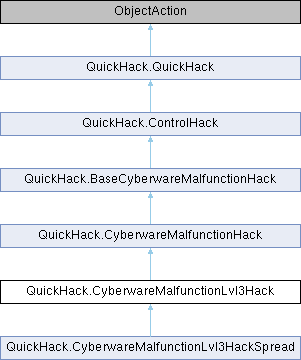 ObjectAction
QuickHack.QuickHack
QuickHack.ControlHack
QuickHack.BaseCyberwareMalfunctionHack
QuickHack.CyberwareMalfunctionHack
QuickHack.CyberwareMalfunctionLvl3Hack
QuickHack.CyberwareMalfunctionLvl3HackSpread